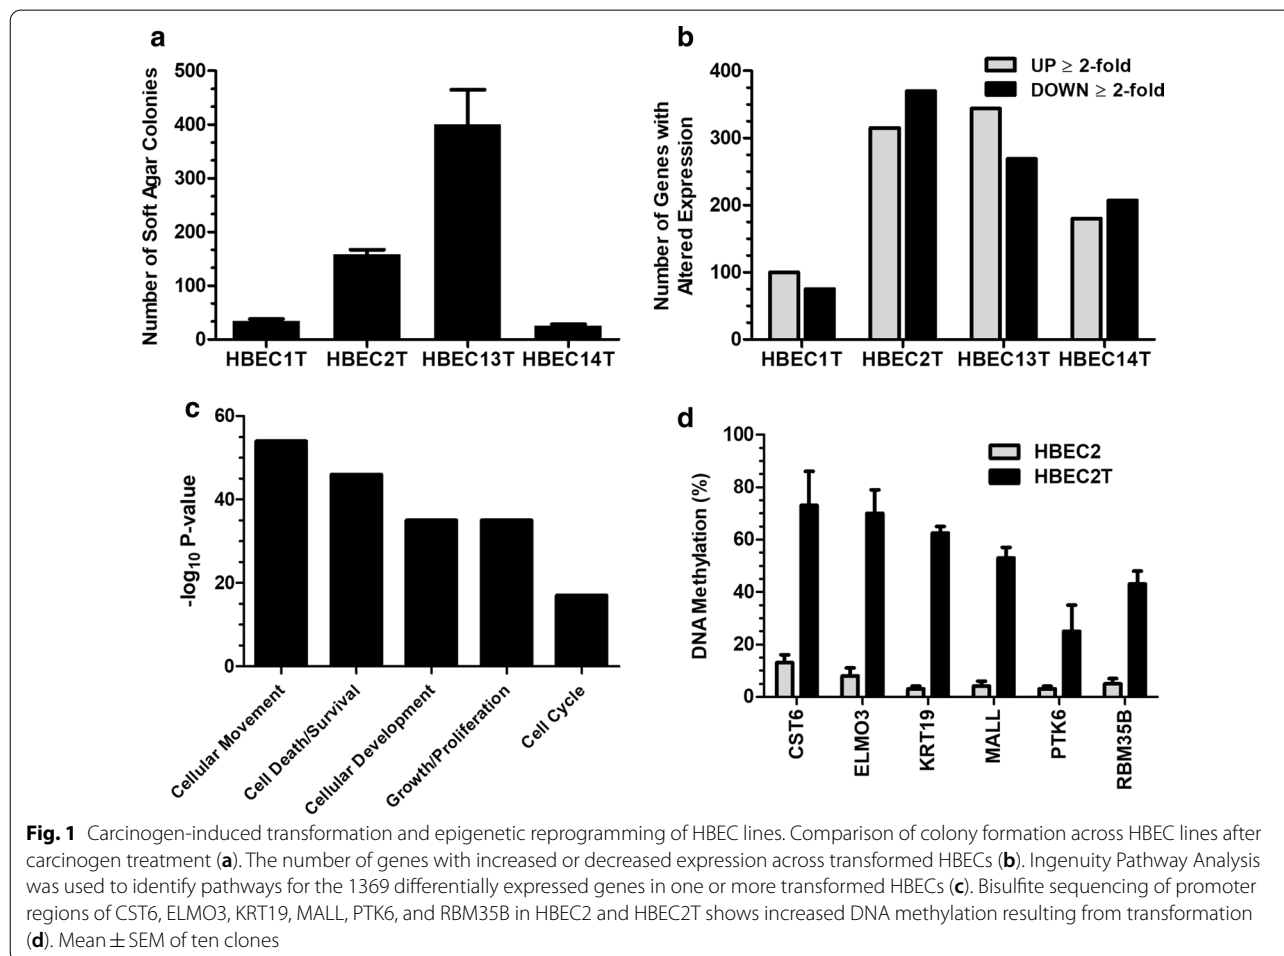 a
Number of Soft Agar Colonies
500
400
300
200
100
0
HBEC1T HBEC2T HBEC13T HBEC14T
b
UP ≥ 2-fold
DOWN ≥ 2-fold
Number of Genes with
Altered Expression
400
300
200
100
0
HBEC1T HBEC2T HBEC13T HBEC14T
c
-log10 P-value
60
40
20
0
Cellular Movement
Cell Death/Survival
Cellular Development
Growth/Proliferation
Cell Cycle
d
HBEC2
HBEC2T
DNA Methylation (%)
100
80
60
40
20
0
CST6
ELMO3
KRT19
MALL
PTK6
RBM35B
Fig. 1 Carcinogen-induced transformation and epigenetic reprogramming of HBEC lines. Comparison of colony formation across HBEC lines after
carcinogen treatment (a). The number of genes with increased or decreased expression across transformed HBECs (b). Ingenuity Pathway Analysis
was used to identify pathways for the 1369 differentially expressed genes in one or more transformed HBECs (c). Bisulfite sequencing of promoter
regions of CST6, ELMO3, KRT19, MALL, PTK6, and RBM35B in HBEC2 and HBEC2T shows increased DNA methylation resulting from transformation
(d). Mean ± SEM of ten clones